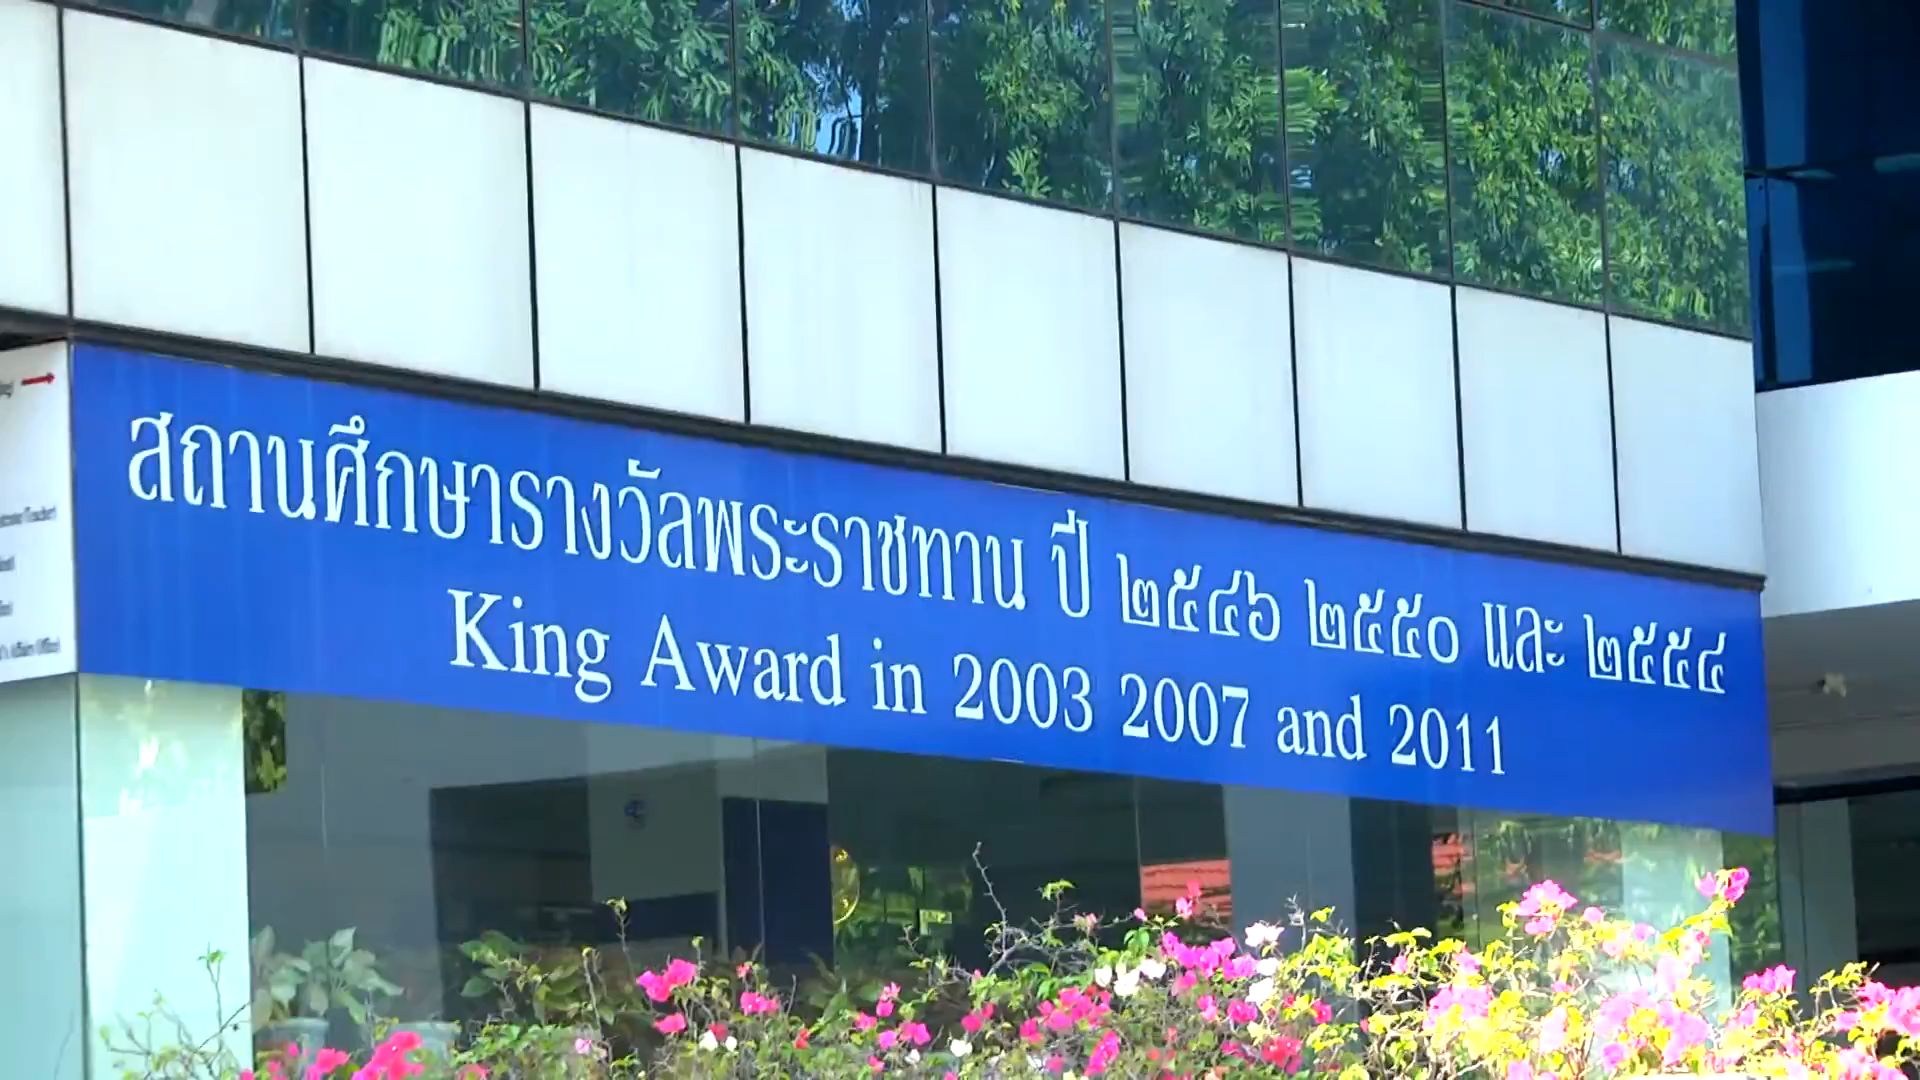 สถานศึกษารางวัลพระราชทาน ปี ๒๕๔๖ ๒๕๕๐ และ ๒๕๕๔
King Award in 2003 2007 and 2011